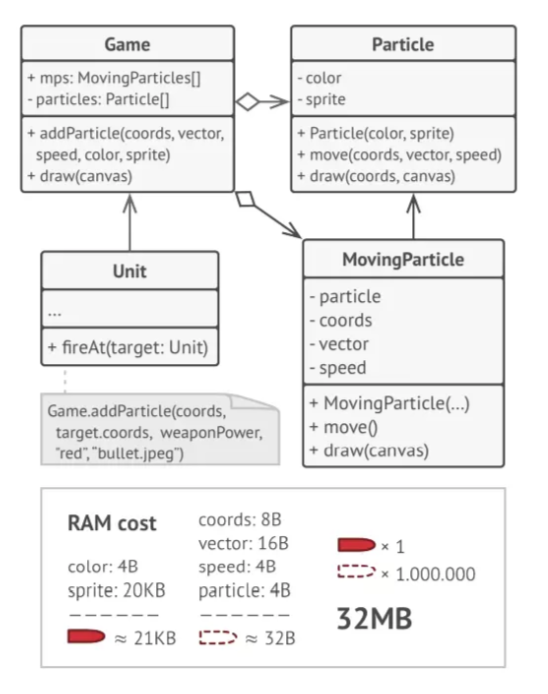 Game
+ mps: MovingParticles[]
- particles: Particle[]
+ addParticle(coords, vector,
speed, color, sprite)
+ draw(canvas)
Particle
- color
- sprite
+ Particle(color, sprite)
+ move(coords, vector, speed)
+ draw(coords, canvas)
Unit
...
+ fireAt(target: Unit)
Game.addParticle(coords,
target.coords, weaponPower,
"red","bullet.jpeg")
MovingParticle
- particle
- coords
- vector
- speed
+ MovingParticle(...)
+ move()
+ draw(canvas)
RAM cost
color: 4B
sprite: 20KB
______
≈ 21KB
coords: 8B
vector: 16B
speed: 4B
particle: 4B
______
≈ 32B
× 1
× 1.000.000
32MB